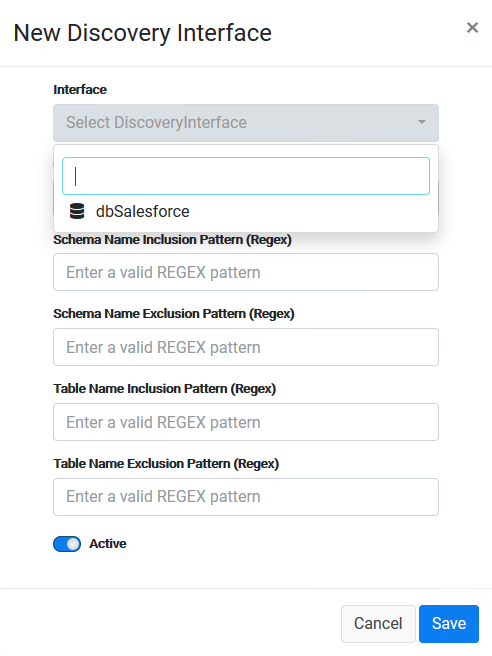 New Discovery Interface
×
Interface
Select DiscoveryInterface
dbSalesforce
Schema Name Inclusion Pattern (Regex)
Enter a valid REGEX pattern
Schema Name Exclusion Pattern (Regex)
Enter a valid REGEX pattern
Table Name Inclusion Pattern (Regex)
Enter a valid REGEX pattern
Table Name Exclusion Pattern (Regex)
Enter a valid REGEX pattern
Active
Cancel
Save